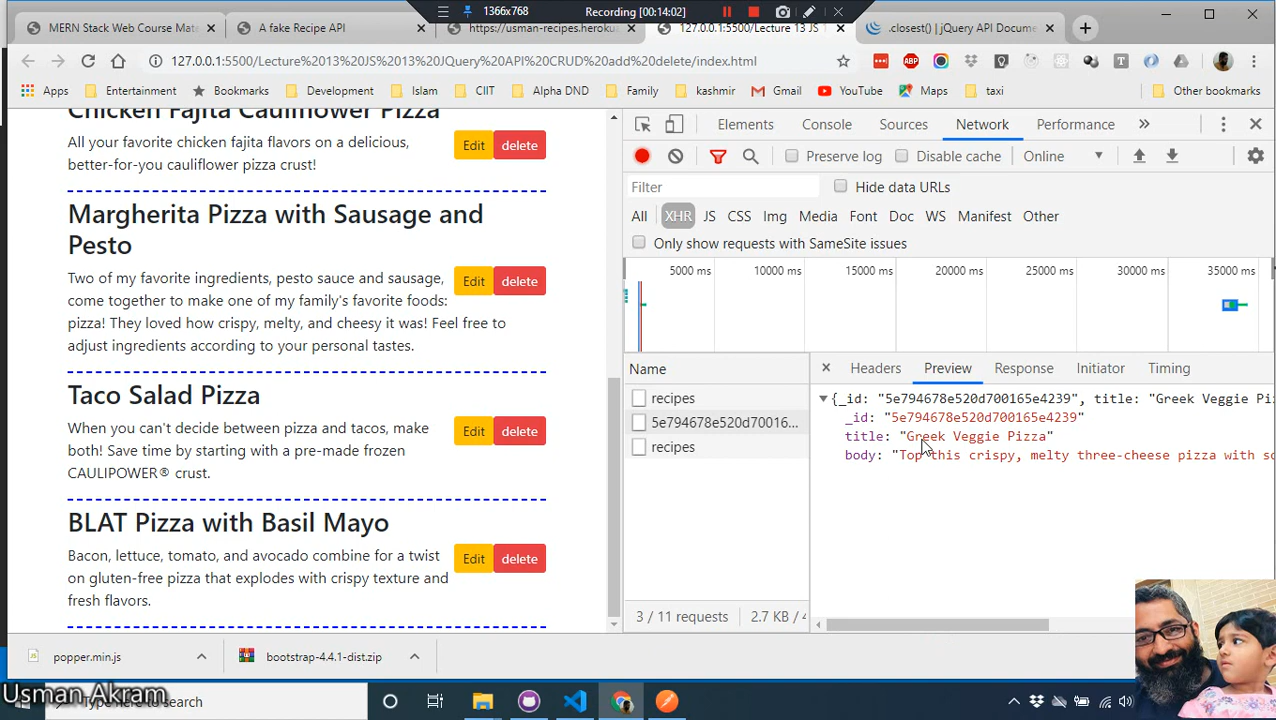 1366x768
Recording [00:14:02]
MERN Stack Web Course Mate
A fake Recipe API
https://usman-recipes.heroku
127.0.0.1:5500/Lecture 13 JS 1
.closest() | jQuery API Docume
127.0.0.1:5500/Lecture%2013%20JS%2013%20JQuery%20API%20CRUD%20add%20delete/index.html
ABP
Apps
Entertainment
Bookmarks
Development
Islam
CIIT
Alpha DND
Family
kashmir
Gmail
YouTube
Maps
taxi
Other bookmarks
Chicken Fajita Cauliflower Pizza
All your favorite chicken fajita flavors on a delicious,
better-for-you cauliflower pizza crust!
Edit
delete
Margherita Pizza with Sausage and
Pesto
Two of my favorite ingredients, pesto sauce and sausage,
come together to make one of my family's favorite foods:
pizza! They loved how crispy, melty, and cheesy it was! Feel free to
adjust ingredients according to your personal tastes.
Edit
delete
Taco Salad Pizza
When you can't decide between pizza and tacos, make
both! Save time by starting with a pre-made frozen
CAULIPOWER® crust.
Edit
delete
BLAT Pizza with Basil Mayo
Bacon, lettuce, tomato, and avocado combine for a twist
on gluten-free pizza that explodes with crispy texture and
fresh flavors.
Edit
delete
Elements
Console
Sources
Network
Performance
Preserve log
Disable cache
Online
Filter
Hide data URLs
All
XHR
JS
CSS
Img
Media
Font
Doc
WS
Manifest
Other
Only show requests with SameSite issues
5000 ms
10000 ms
15000 ms
20000 ms
25000 ms
30000 ms
35000 ms
Name
Headers
Preview
Response
Initiator
Timing
recipes
5e794678e520d70016...
recipes
{_id: "5e794678e520d700165e4239", title: "Greek Veggie Pi
_id: "5e794678e520d700165e4239"
title: "Greek Veggie Pizza"
body: "Top this crispy, melty three-cheese pizza with so
3 / 11 requests
2.7 KB /
popper.min.js
bootstrap-4.4.1-dist.zip
Usman Akram
Type here to search